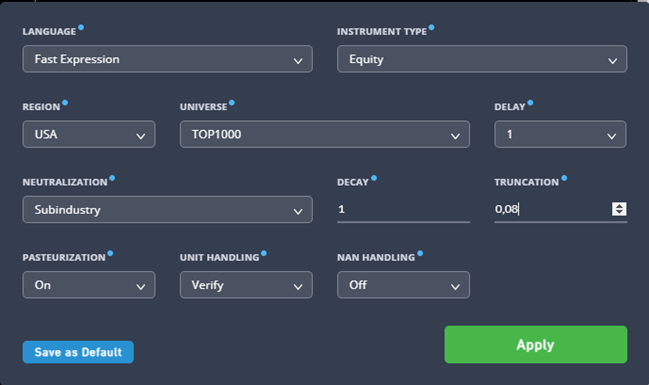 LANGUAGE INSTRUMENT TYPE
Fast Expression Equity
REGION UNIVERSE DELAY
USA TOP1000 1
NEUTRALIZATION DECAY TRUNCATION
Subindustry 1 0,08
PASTEURIZATION UNIT HANDLING NAN HANDLING
On Verify Off
Save as Default Apply